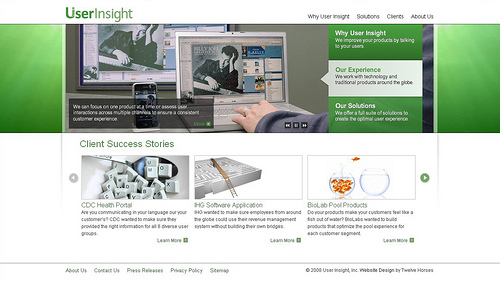 UserInsight
Why User Insight Solutions Clients About Us
Why User Insight
We improve your products by talking
to your users
Our Experience
We work with technology and
traditional products around the globe
Our Solutions
We offer a full suite of solutions to
create the optimal user experience
We can focus on one product at a time or assess user
interactions across multiple channels to ensure a consistent
customer experience.
Client Success Stories
CDC Health Portal
Are you communicating in your language our your
customer's? CDC wanted to make sure they
provided the right information for all 8 diverse user
groups.
Learn More
IHG Software Application
IHG wanted to make sure employees from around
the globe could use their revenue management
system without building their own bridges.
Learn More
BioLab Pool Products
Do your products make your customers feel like a
fish out of water? BioLabs wanted to build
products that optimize the pool experience for
each customer segment.
Learn More
About Us Contact Us Press Releases Privacy Policy Sitemap
© 2008 User Insight, Inc. Website Design by Twelve Horses